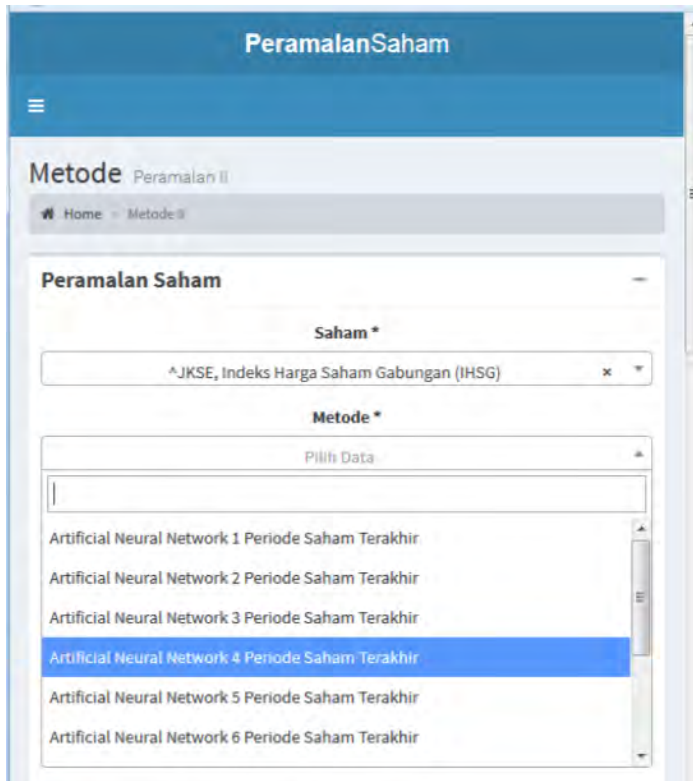 PeramalanSaham
Metode Peramalan II
Home > Metode II
Peramalan Saham
Saham *
^JKSE, Indeks Harga Saham Gabungan (IHSG) × 
Metode *
Pilih Data
Artificial Neural Network 1 Periode Saham Terakhir
Artificial Neural Network 2 Periode Saham Terakhir
Artificial Neural Network 3 Periode Saham Terakhir
Artificial Neural Network 4 Periode Saham Terakhir
Artificial Neural Network 5 Periode Saham Terakhir
Artificial Neural Network 6 Periode Saham Terakhir